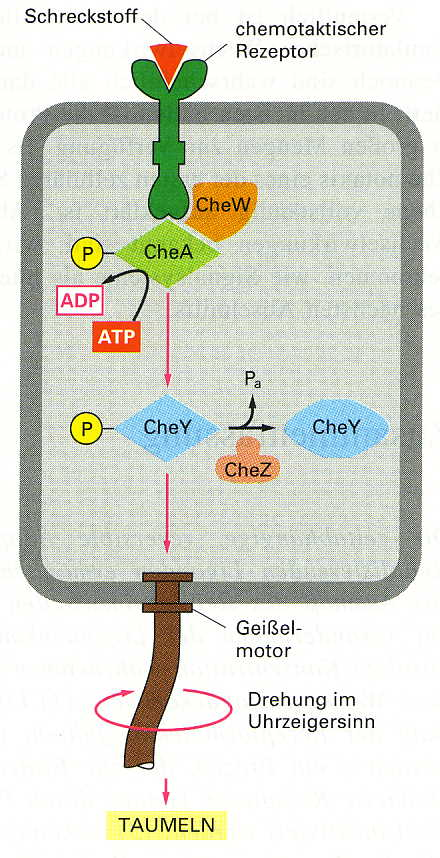 Schreckstoff
chemotaktischer
Rezeptor
CheW
P
CheA
ADP
ATP
Pa
P
CheY
CheY
CheZ
Geißel-
motor
Drehung im
Uhrzeigersinn
TAUMELN